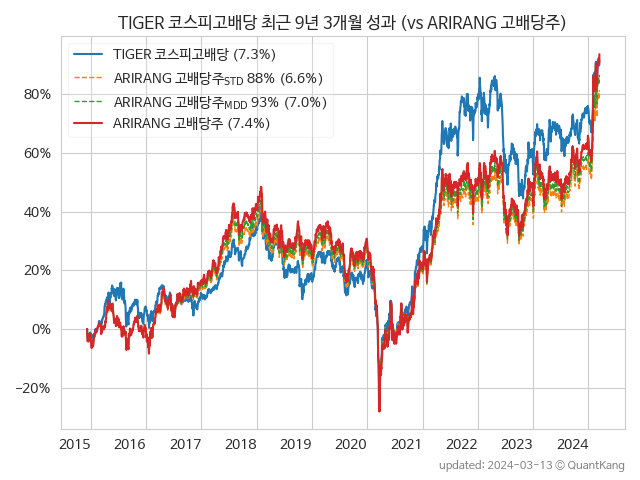 TIGER 코스피고배당 최근 9년 3개월 성과 (vs ARIRANG 고배당주)
TIGER 코스피고배당 (7.3%)
ARIRANG 고배당주STD 88% (6.6%)
ARIRANG 고배당주MDD 93% (7.0%)
ARIRANG 고배당주 (7.4%)
80%
60%
40%
20%
0%
−20%
2015 2016 2017 2018 2019 2020 2021 2022 2023 2024
updated: 2024-03-13 ⓒ QuantKang